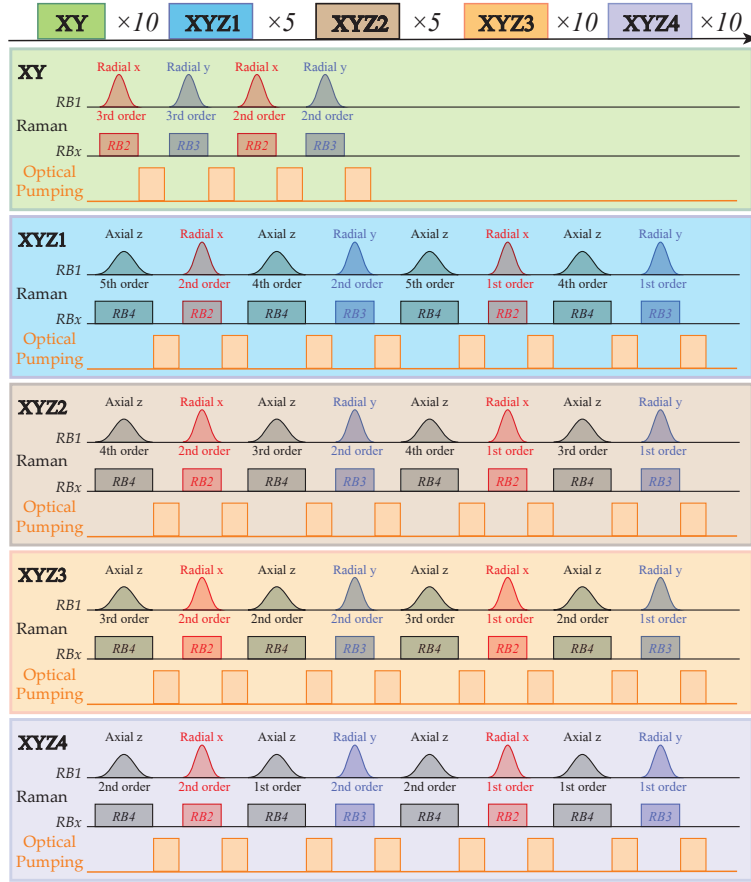 XY ×10 XYZ1 ×5 XYZ2 ×5 XYZ3 ×10 XYZ4 ×10
XY
Radial x Radial y Radial x Radial y
RB1
3rd order 3rd order 2nd order 2nd order
Raman
RBx RB2 RB3 RB2 RB3
Optical
Pumping
XYZ1
Axial z Radial x Axial z Radial y Axial z Radial x Axial z Radial y
RB1
5th order 2nd order 4th order 2nd order 5th order 1st order 4th order 1st order
Raman
RBx RB4 RB2 RB4 RB3 RB4 RB2 RB4 RB3
Optical
Pumping
XYZ2
Axial z Radial x Axial z Radial y Axial z Radial x Axial z Radial y
RB1
4th order 2nd order 3rd order 2nd order 4th order 1st order 3rd order 1st order
Raman
RBx RB4 RB2 RB4 RB3 RB4 RB2 RB4 RB3
Optical
Pumping
XYZ3
Axial z Radial x Axial z Radial y Axial z Radial x Axial z Radial y
RB1
3rd order 2nd order 2nd order 2nd order 3rd order 1st order 2nd order 1st order
Raman
RBx RB4 RB2 RB4 RB3 RB4 RB2 RB4 RB3
Optical
Pumping
XYZ4
Axial z Radial x Axial z Radial y Axial z Radial x Axial z Radial y
RB1
2nd order 2nd order 1st order 2nd order 2nd order 1st order 1st order 1st order
Raman
RBx RB4 RB2 RB4 RB3 RB4 RB2 RB4 RB3
Optical
Pumping